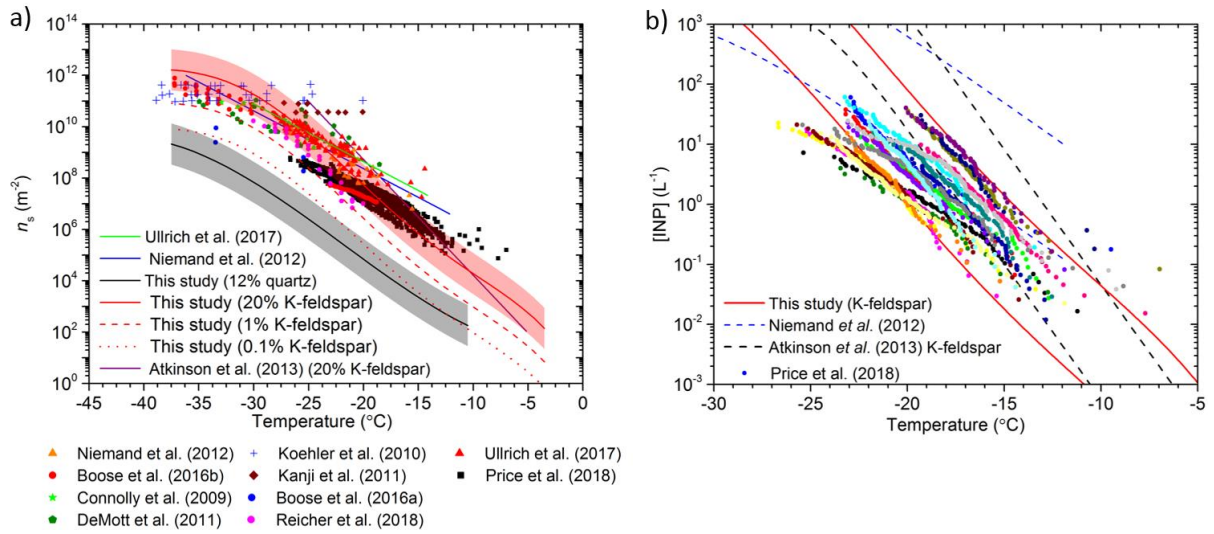 a)
10^14
10^12
10^10
10^8
10^6
10^4
10^2
10^0
n_s (m^-2)
Ullrich et al. (2017)
Niemand et al. (2012)
This study (12% quartz)
This study (20% K-feldspar)
This study (1% K-feldspar)
This study (0.1% K-feldspar)
Atkinson et al. (2013) (20% K-feldspar)
-45 -40 -35 -30 -25 -20 -15 -10 -5 0
Temperature (°C)
Niemand et al. (2012) Koehler et al. (2010) Ullrich et al. (2017)
Boose et al. (2016b) Kanji et al. (2011) Price et al. (2018)
Connolly et al. (2009) Boose et al. (2016a)
DeMott et al. (2011) Reicher et al. (2018)
b)
10^3
10^2
10^1
10^0
10^-1
10^-2
10^-3
[INP] (L^-1)
This study (K-feldspar)
Niemand et al. 2012)
Atkinson et al. (2013) K-feldspar
Price et al. (2018)
-30 -25 -20 -15 -10 -5
Temperature (°C)